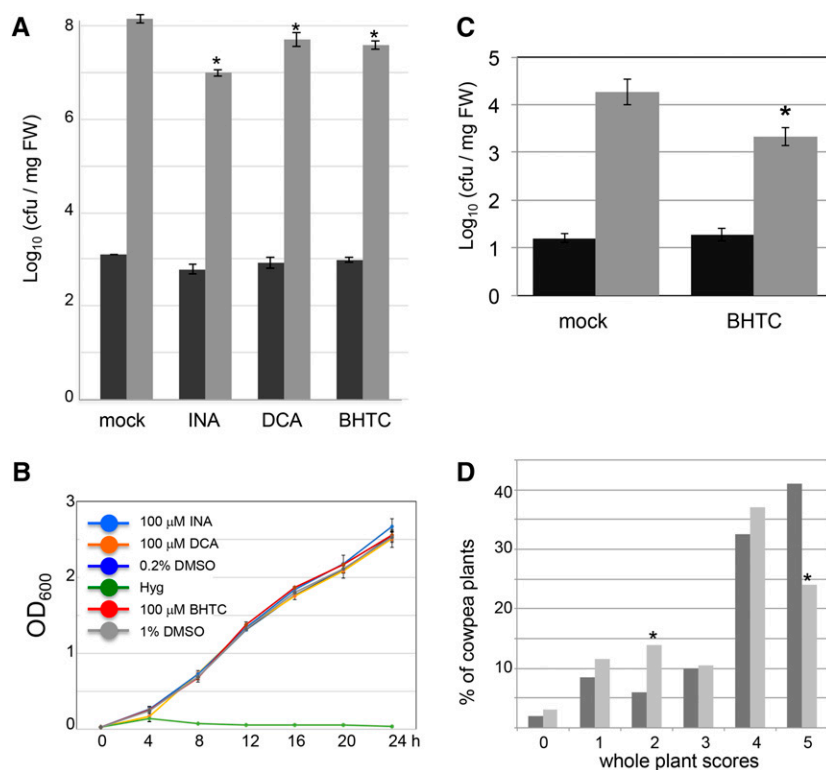 A
Log10 (cfu / mg FW)
8
6
4
2
0
*
*
*
mock INA DCA BHTC
C
Log10 (cfu / mg FW)
5
4
3
2
1
0
*
mock BHTC
B
OD600
3
2
1
0
100 μM INA
100 μM DCA
0.2% DMSO
Hyg
100 μM BHTC
1% DMSO
0 4 8 12 16 20 24 h
D
% of cowpea plants
40
30
20
10
*
*
0 1 2 3 4 5
whole plant scores